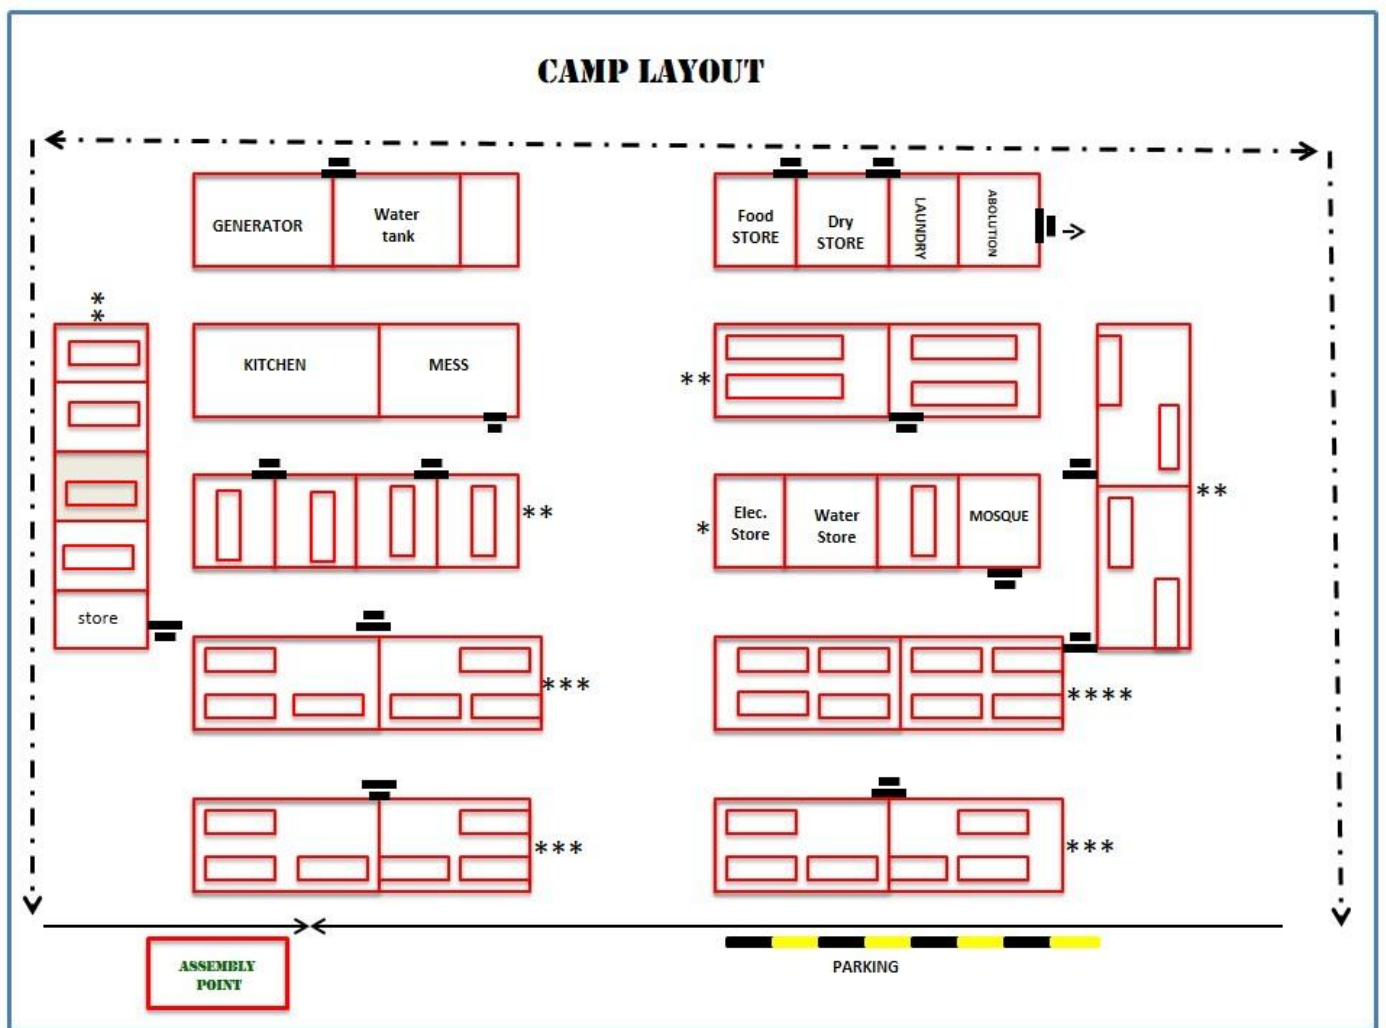 CAMP LAYOUT
GENERATOR
Water
tank
Food
STORE
Dry
STORE
LAUNDRY
ABOLUTION
**
KITCHEN
MESS
**
**
**
*
Elec.
Store
Water
Store
MOSQUE
store
***
****
***
***
ASSEMBLY
POINT
PARKING